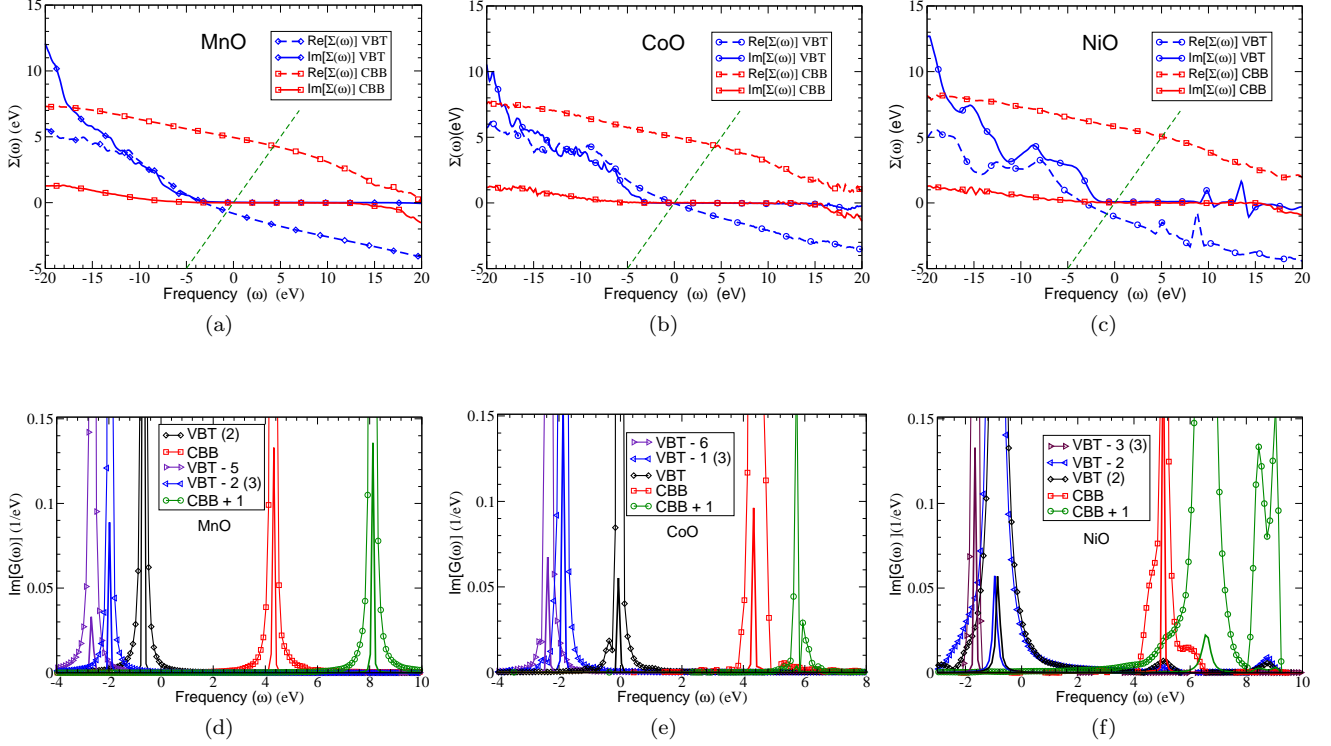 MnO
Re[Σ(ω)] VBT
Im[Σ(ω)] VBT
Re[Σ(ω)] CBB
Im[Σ(ω)] CBB
15
10
5
0
-5
Σ(ω) (eV)
-20 -15 -10 -5 0 5 10 15 20
Frequency (ω) (eV)
(a)
CoO
Re[Σ(ω)] VBT
Im[Σ(ω)] VBT
Re[Σ(ω)] CBB
Im[Σ(ω)] CBB
15
10
5
0
-5
Σ(ω)(eV)
-20 -15 -10 -5 0 5 10 15 20
Frequency (ω) (eV)
(b)
NiO
Re[Σ(ω)] VBT
Im[Σ(ω)] VBT
Re[Σ(ω)] CBB
Im[Σ(ω)] CBB
15
10
5
0
-5
Σ(ω) (eV)
-20 -15 -10 -5 0 5 10 15 20
Frequency (ω) (eV)
(c)
VBT (2)
CBB
VBT - 5
VBT - 2 (3)
CBB + 1
MnO
0.15
0.1
0.05
0
Im[G(ω)] (1/eV)
-4 -2 0 2 4 6 8 10
Frequency (ω) (eV)
(d)
VBT - 6
VBT - 1 (3)
VBT
CBB
CBB + 1
CoO
0.15
0.1
0.05
0
Im[G(ω)] (1/eV)
-4 -2 0 2 4 6 8
Frequency (ω) (eV)
(e)
VBT - 3 (3)
VBT - 2
VBT (2)
CBB
CBB + 1
NiO
0.15
0.1
0.05
0
Im[G(ω) ](1/eV)
-2 0 2 4 6 8 10
Frequency (ω) (eV)
(f)